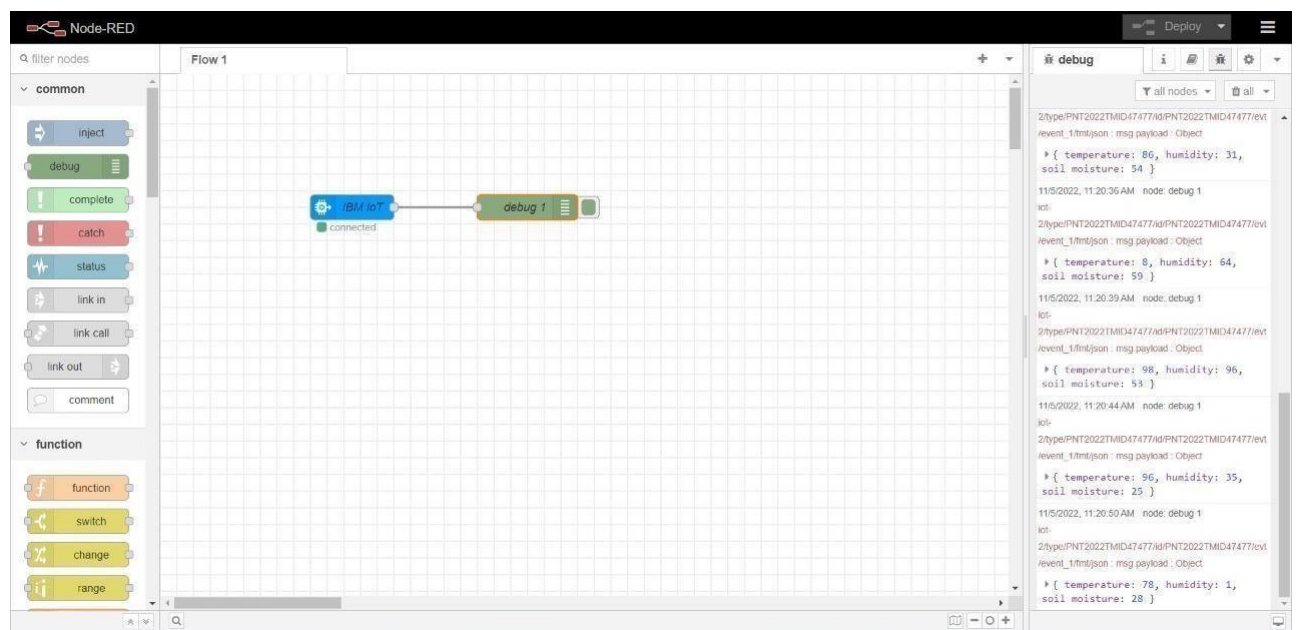 Node-RED
Deploy
filter nodes
Flow 1
debug
i
all nodes
all
common
inject
debug
complete
catch
status
link in
link call
link out
comment
function
function
switch
change
range
IBM IoT
connected
debug 1
2/type/PNT2022TMID47477/id/PNT2022TMID47477/evt
/event_1/fmt/json : msg.payload : Object
{ temperature: 86, humidity: 31,
soil moisture: 54 }
11/5/2022, 11:20:36 AM node: debug 1
iot-
2/type/PNT2022TMID47477/id/PNT2022TMID47477/evt
/event_1/fmt/json : msg.payload : Object
{ temperature: 8, humidity: 64,
soil moisture: 59 }
11/5/2022, 11:20:39 AM node: debug 1
iot-
2/type/PNT2022TMID47477/id/PNT2022TMID47477/evt
/event_1/fmt/json : msg.payload : Object
{ temperature: 98, humidity: 96,
soil moisture: 53 }
11/5/2022, 11:20:44 AM node: debug 1
iot-
2/type/PNT2022TMID47477/id/PNT2022TMID47477/evt
/event_1/fmt/json : msg.payload : Object
{ temperature: 96, humidity: 35,
soil moisture: 25 }
11/5/2022, 11:20:50 AM node: debug 1
iot-
2/type/PNT2022TMID47477/id/PNT2022TMID47477/evt
/event_1/fmt/json : msg.payload : Object
{ temperature: 78, humidity: 1,
soil moisture: 28 }